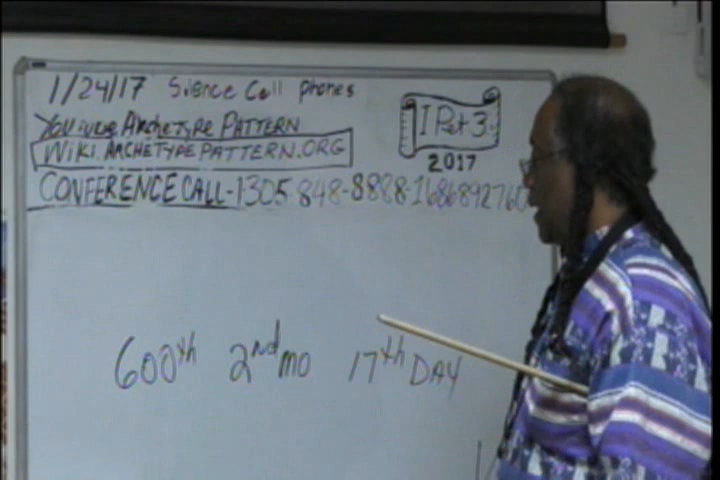 1/24/17 Silence Cell phones
ARCHETYPE PATTERN
WIKI.ARCHETYPEPATTERN.ORG
CONFERENCE CALL-1305-848-8888-1686892760
I Pet 3:
2017
600th 2nd mo 17th DAY